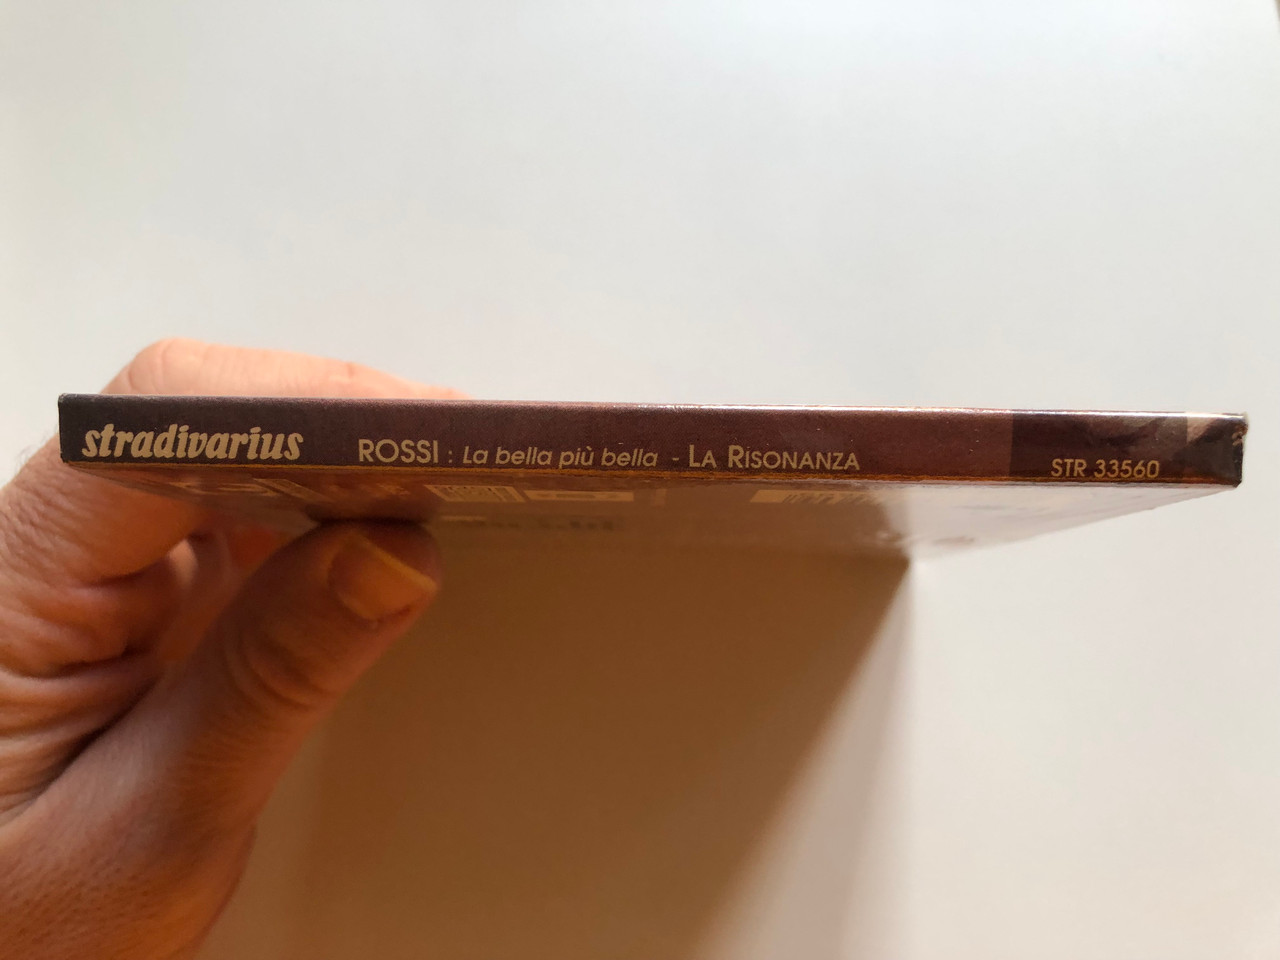 stradivarius ROSSI : La bella più bella - LA RISONANZA STR 33560